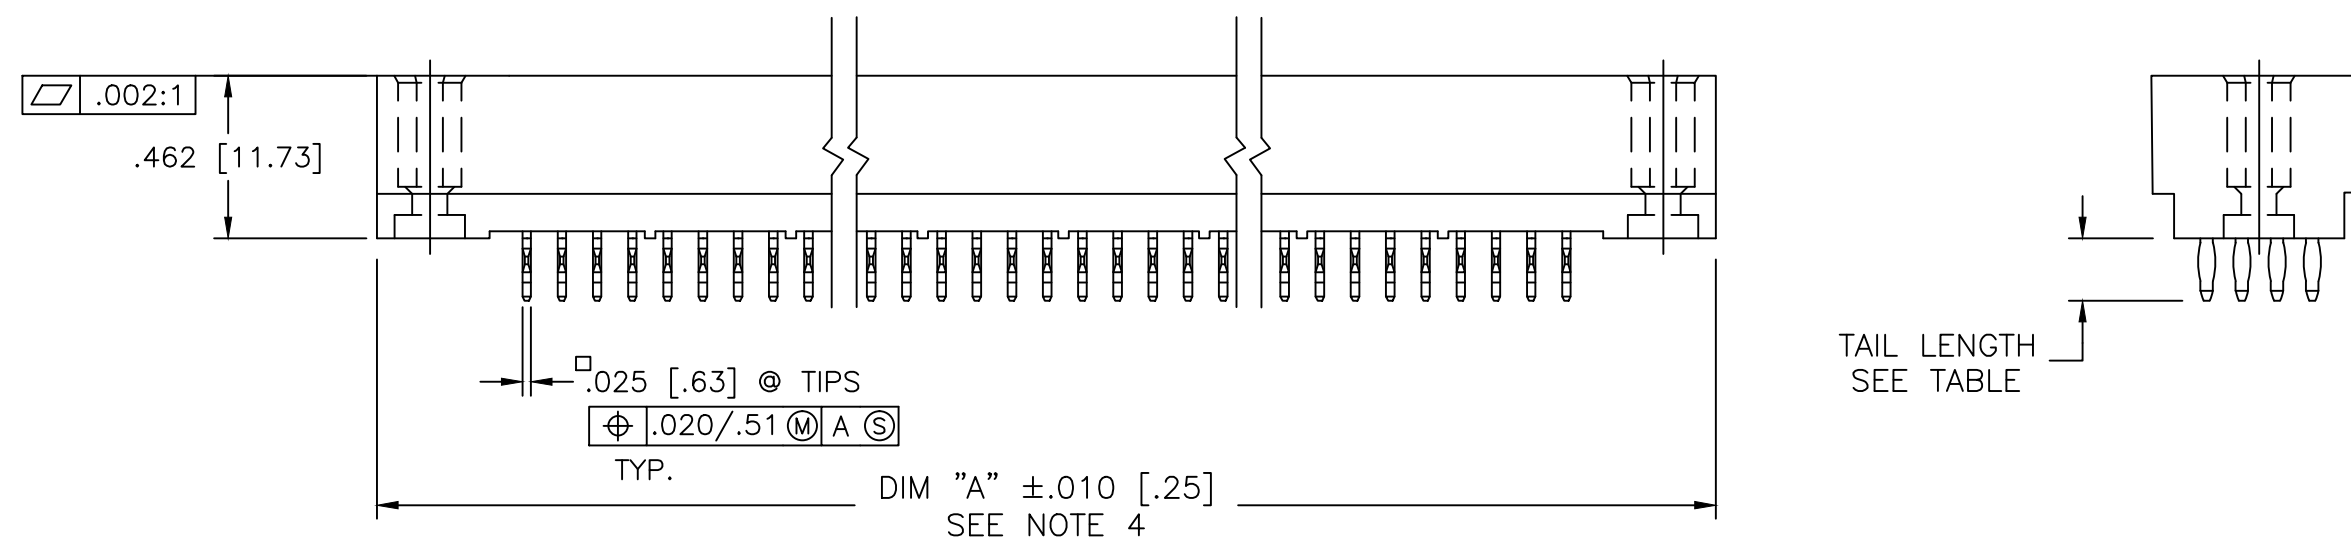 .002:1
.462 [11.73]
.025 [.63] @ TIPS
.020/.51 Ⓜ A Ⓢ
TYP.
DIM "A" ±.010 [.25]
SEE NOTE 4
TAIL LENGTH
SEE TABLE